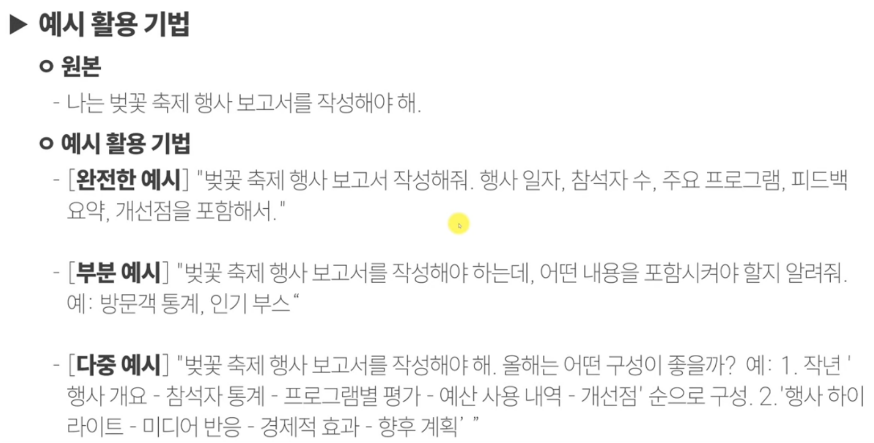 ▶ 예시 활용 기법
ㅇ 원본
- 나는 벚꽃 축제 행사 보고서를 작성해야 해.
ㅇ 예시 활용 기법
- [완전한 예시] "벚꽃 축제 행사 보고서 작성해줘. 행사 일자, 참석자 수, 주요 프로그램, 피드백
요약, 개선점을 포함해서."
- [부분 예시] "벚꽃 축제 행사 보고서를 작성해야 하는데, 어떤 내용을 포함시켜야 할지 알려줘.
예: 방문객 통계, 인기 부스“
- [다중 예시] "벚꽃 축제 행사 보고서를 작성해야 해. 올해는 어떤 구성이 좋을까? 예: 1. 작년 '
행사 개요 - 참석자 통계 - 프로그램별 평가 - 예산 사용 내역 - 개선점' 순으로 구성. 2.'행사 하이
라이트 - 미디어 반응 - 경제적 효과 - 향후 계획’ ”